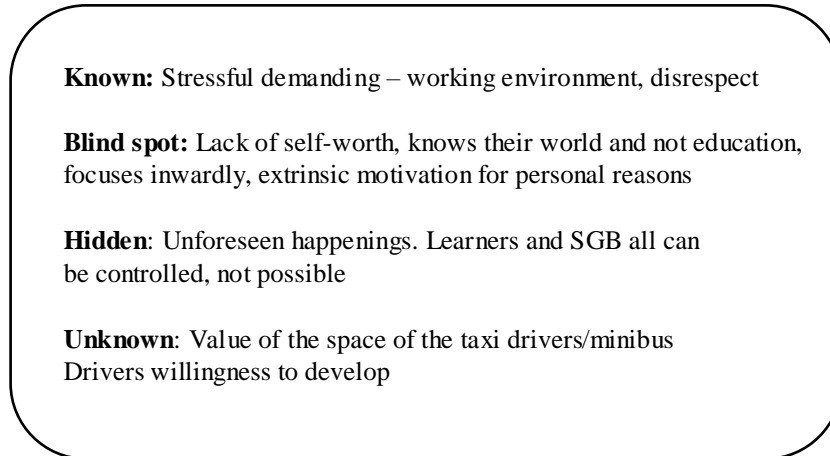 Known: Stressful demanding – working environment, disrespect
Blind spot: Lack of self-worth, knows their world and not education,
focuses inwardly, extrinsic motivation for personal reasons
Hidden: Unforeseen happenings. Learners and SGB all can
be controlled, not possible
Unknown: Value of the space of the taxi drivers/minibus
Drivers willingness to develop